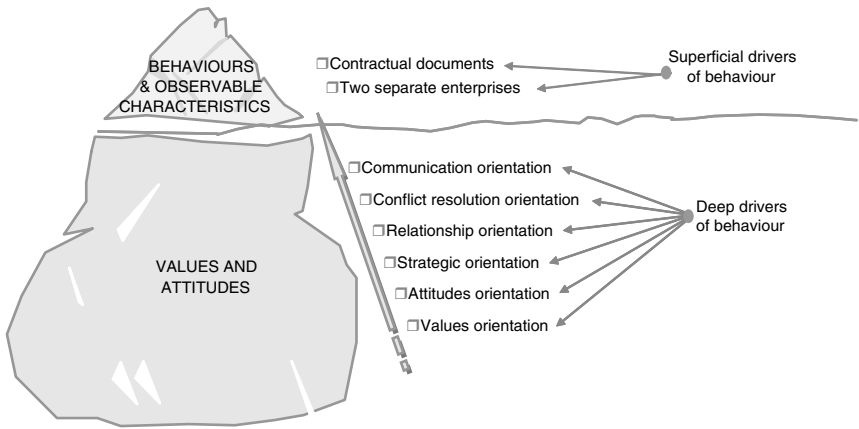 BEHAVIOURS
& OBSERVABLE
CHARACTERISTICS
❒Contractual documents
❒Two separate enterprises
Superficial drivers
of behaviour
❒Communication orientation
❒Conflict resolution orientation
❒Relationship orientation
❒Strategic orientation
❒Attitudes orientation
❒Values orientation
Deep drivers
of behaviour
VALUES AND
ATTITUDES